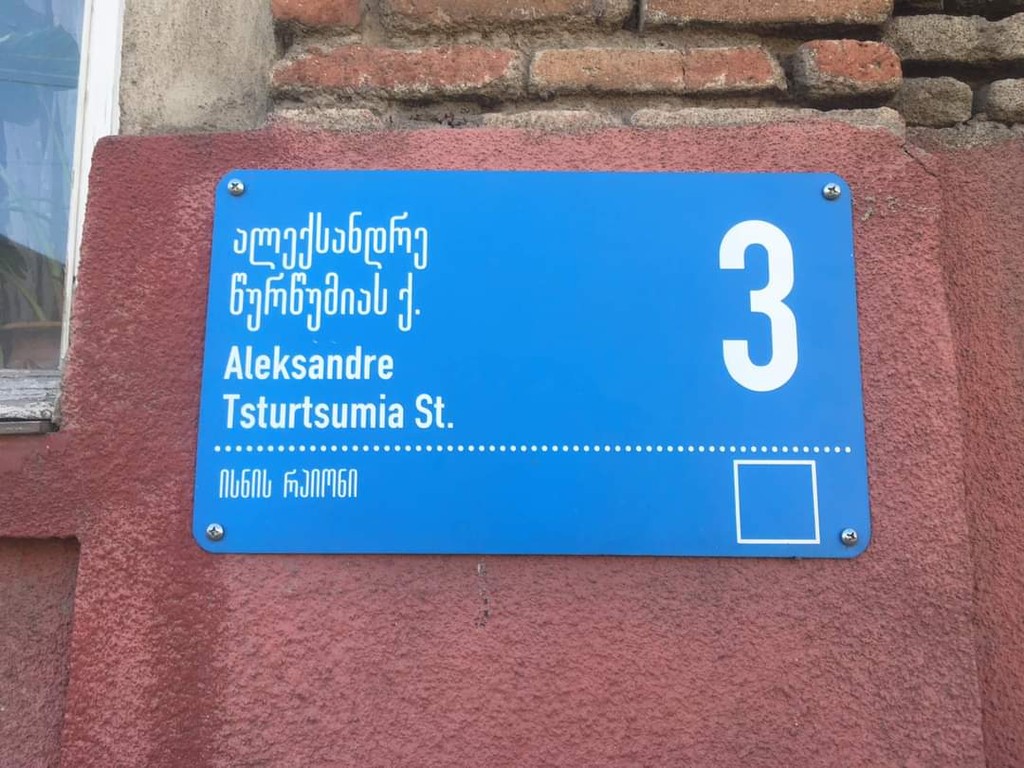 ალექსანდრე
წურწუმიას ქ.
Aleksandre
Tsturtsumia St.
3
ისნის რაიონი